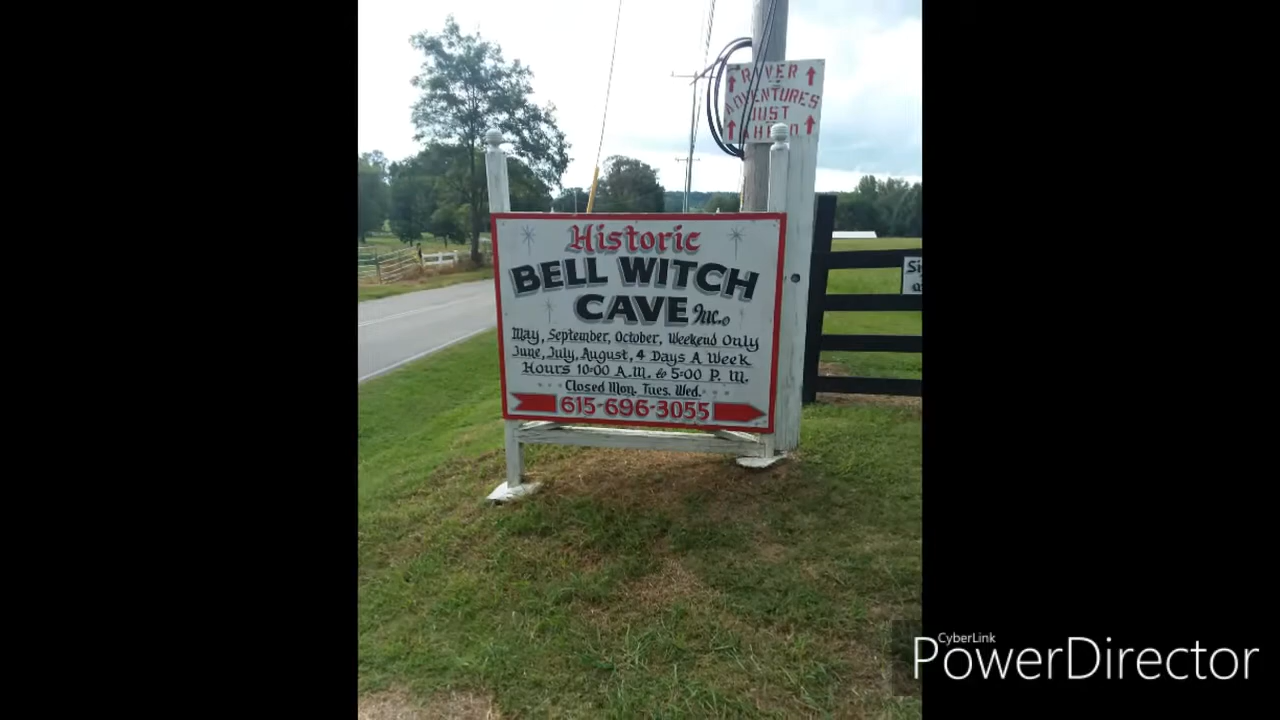 RIVER
ADVENTURES
JUST
AHEAD
Historic
BELL WITCH
CAVE Inc.
May, September, October, Weekend Only
June, July, August, 4 Days A Week
Hours 10:00 A.M. to 5:00 P.M.
Closed Mon. Tues. Wed.
615-696-3055
CyberLink
PowerDirector